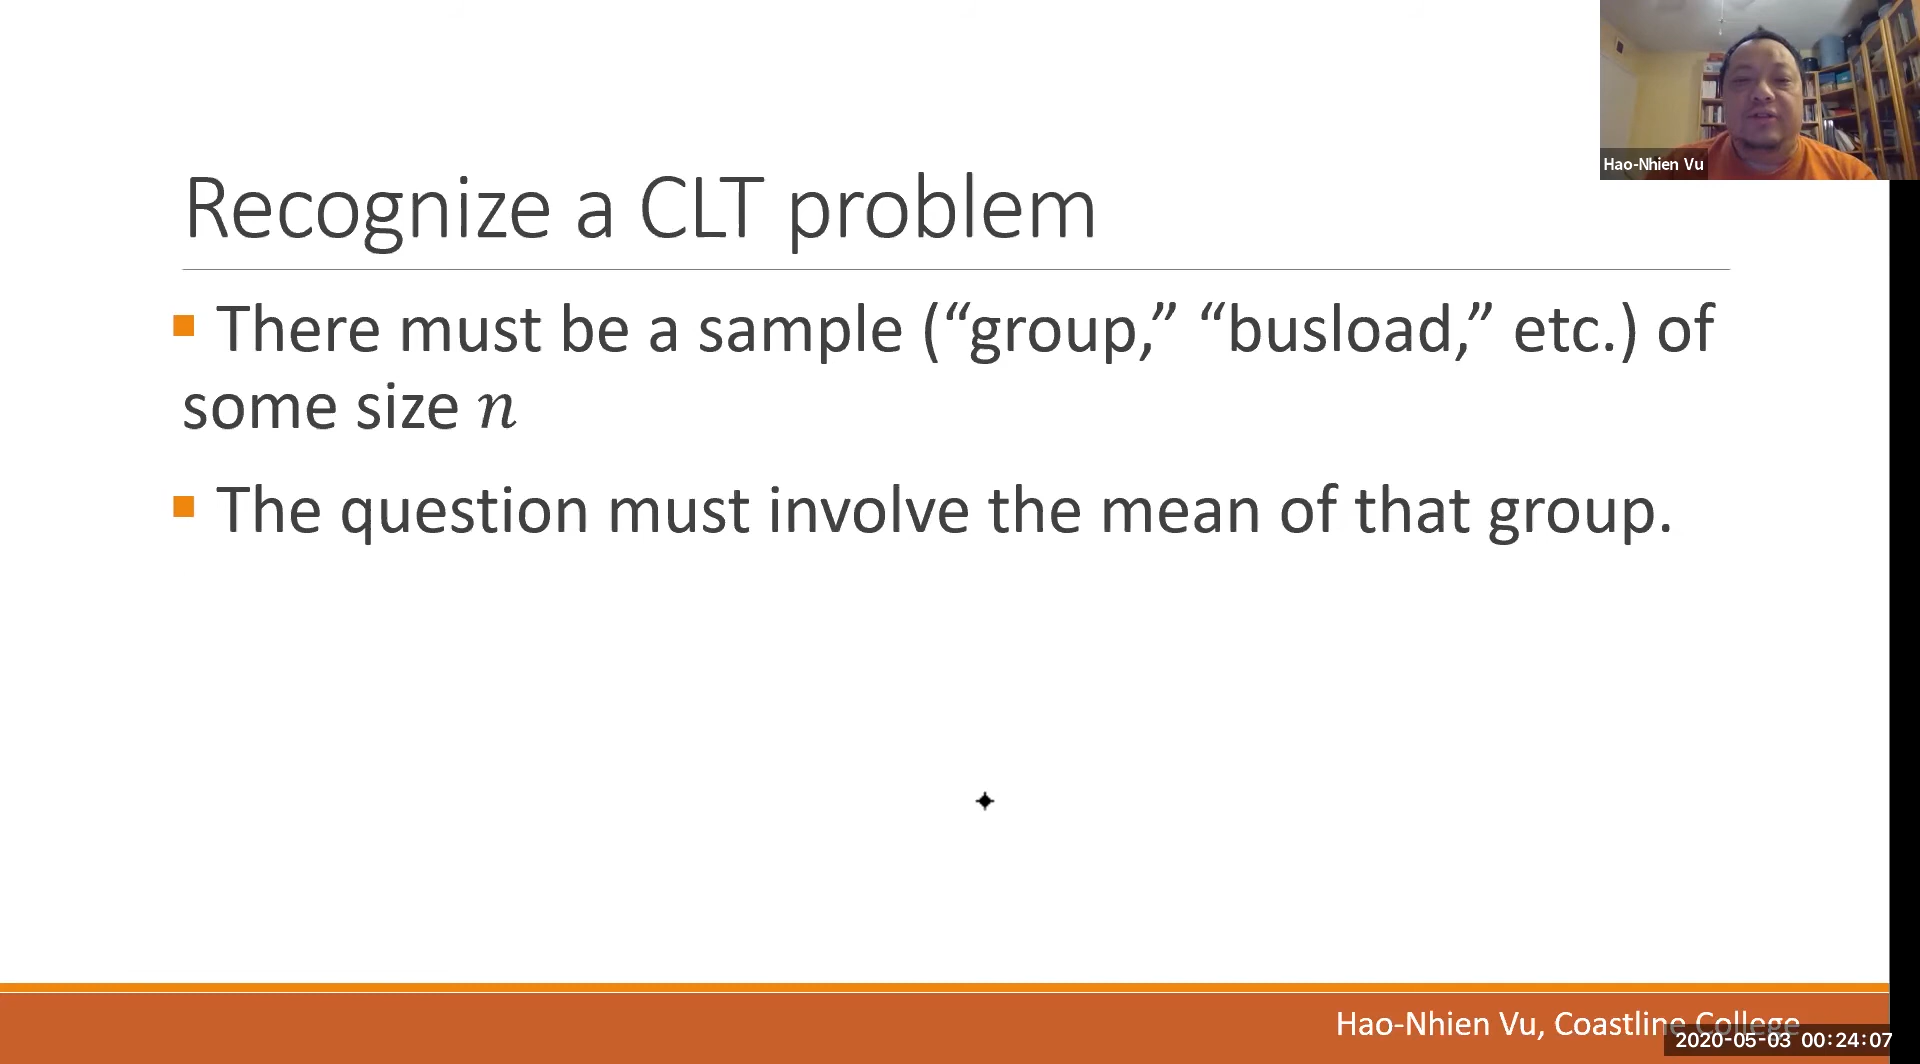 Hao-Nhien Vu
Recognize a CLT problem
▪ There must be a sample (“group,” “busload,” etc.) of
some size n
▪ The question must involve the mean of that group.
Hao-Nhien Vu, Coastline College
2020-05-03 00:24:07